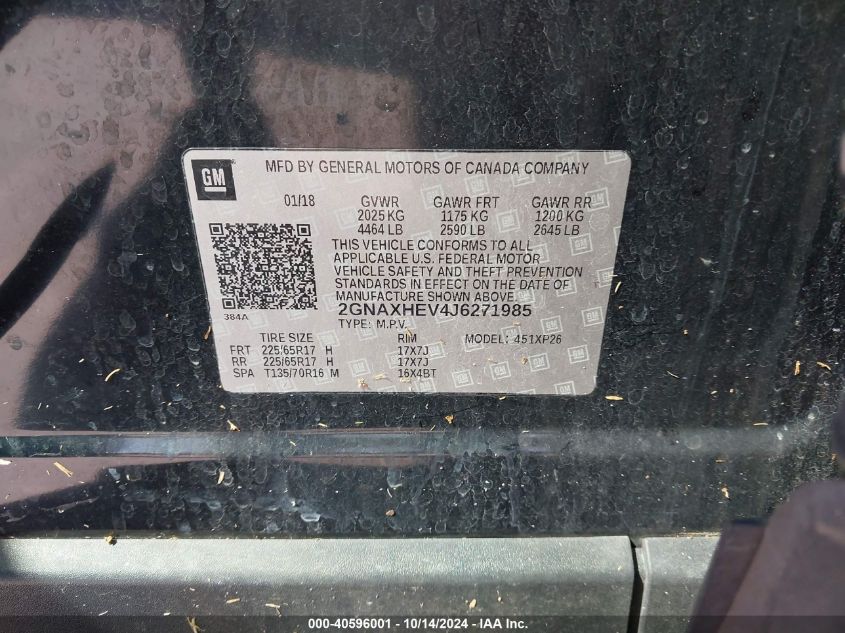 GM
MFD BY GENERAL MOTORS OF CANADA COMPANY
01/18 GVWR GAWR FRT GAWR RR
2025 KG 1175 KG 1200 KG
4464 LB 2590 LB 2645 LB
THIS VEHICLE CONFORMS TO ALL
APPLICABLE U.S. FEDERAL MOTOR
VEHICLE SAFETY AND THEFT PREVENTION
STANDARDS IN EFFECT ON THE DATE OF
MANUFACTURE SHOWN ABOVE.
384A
2GNAXHEV4J6271985
TYPE: M.P.V. MODEL: 451XP26
TIRE SIZE RIM
FRT 225/65R17 H 17X7J
RR 225/65R17 H 17X7J
SPA T135/70R16 M 16X4BT
000-40596001 - 10/14/2024 - IAA Inc.